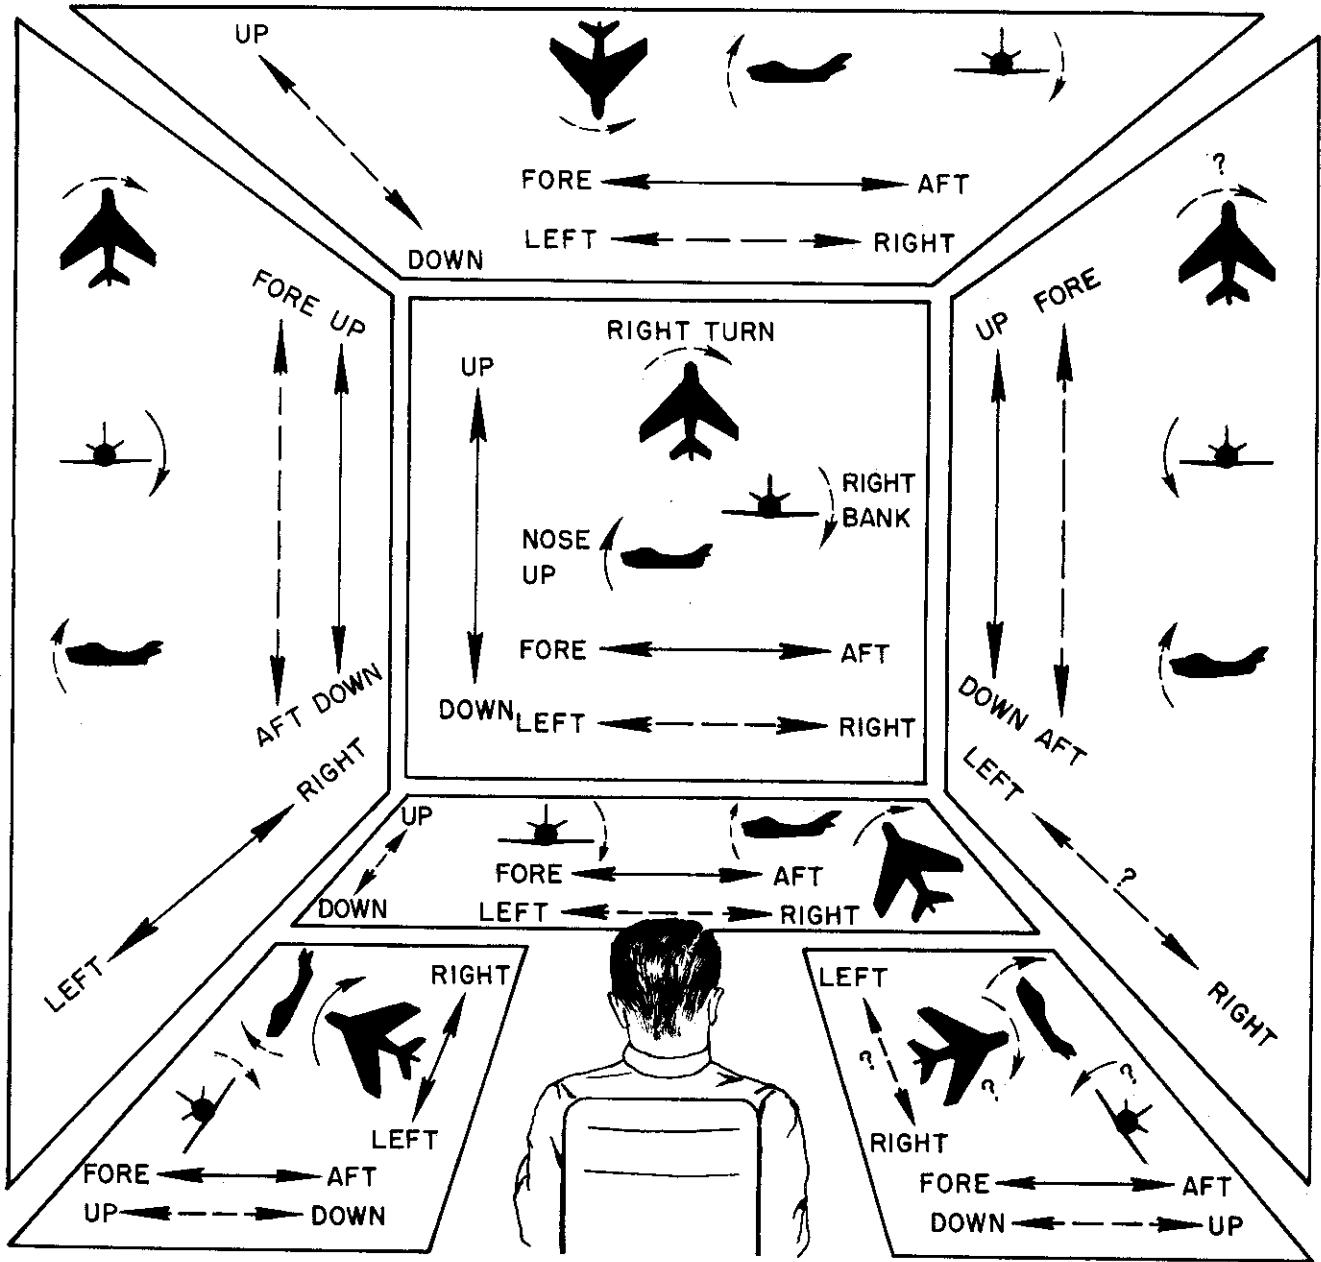 UP
FORE AFT
LEFT RIGHT
DOWN
FORE UP
AFT DOWN
RIGHT
LEFT
RIGHT TURN
UP
RIGHT
BANK
NOSE
UP
FORE AFT
DOWN
LEFT RIGHT
?
UP FORE
DOWN AFT
LEFT
?
RIGHT
UP
FORE AFT
DOWN
LEFT RIGHT
RIGHT
LEFT
FORE AFT
UP DOWN
LEFT
?
?
?
RIGHT
FORE AFT
DOWN UP